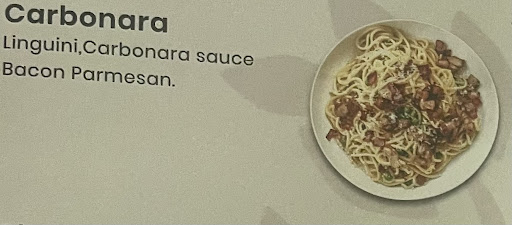 Carbonara
Linguini,Carbonara sauce
Bacon Parmesan.